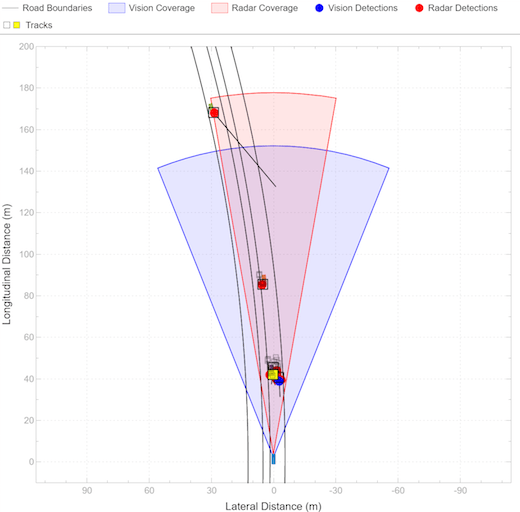 Road Boundaries Vision Coverage Radar Coverage Vision Detections Radar Detections
Tracks
200
180
160
140
120
100
80
60
40
20
0
90 60 30 0 -30 -60 -90
Longitudinal Distance (m)
Lateral Distance (m)